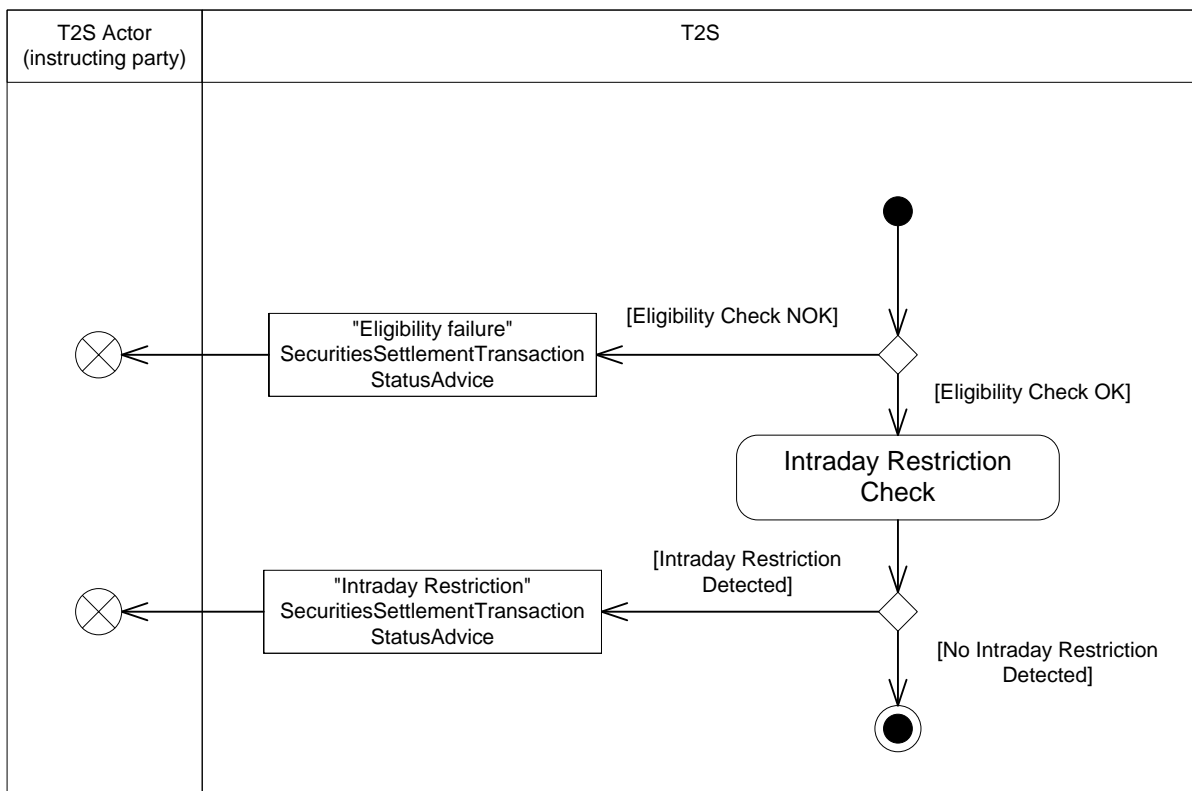 T2S Actor
(instructing party)
T2S
[Eligibility Check NOK]
"Eligibility failure"
SecuritiesSettlementTransaction
StatusAdvice
[Eligibility Check OK]
Intraday Restriction
Check
[Intraday Restriction
Detected]
"Intraday Restriction"
SecuritiesSettlementTransaction
StatusAdvice
[No Intraday Restriction
Detected]